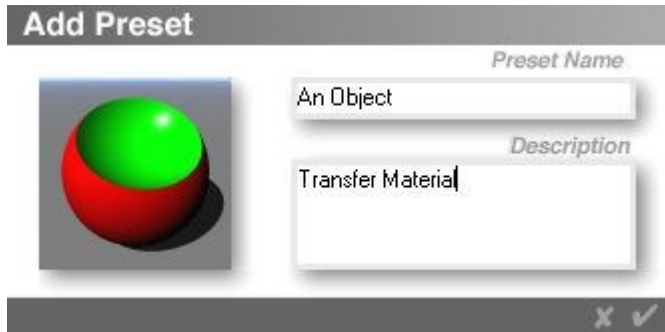 Add Preset
Preset Name
An Object
Description
Transfer Material